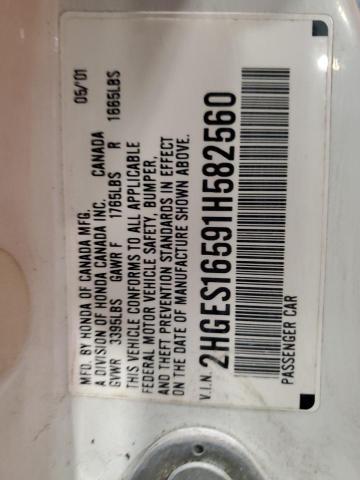 MFD. BY HONDA OF CANADA MFG. 05/01
A DIVISION OF HONDA CANADA INC. CANADA
GVWR 3395LBS GAWR F 1765LBS R 1665LBS
THIS VEHICLE CONFORMS TO ALL APPLICABLE
FEDERAL MOTOR VEHICLE SAFETY, BUMPER,
AND THEFT PREVENTION STANDARDS IN EFFECT
ON THE DATE OF MANUFACTURE SHOWN ABOVE.
V.I.N. 2HGES16591H582560
PASSENGER CAR